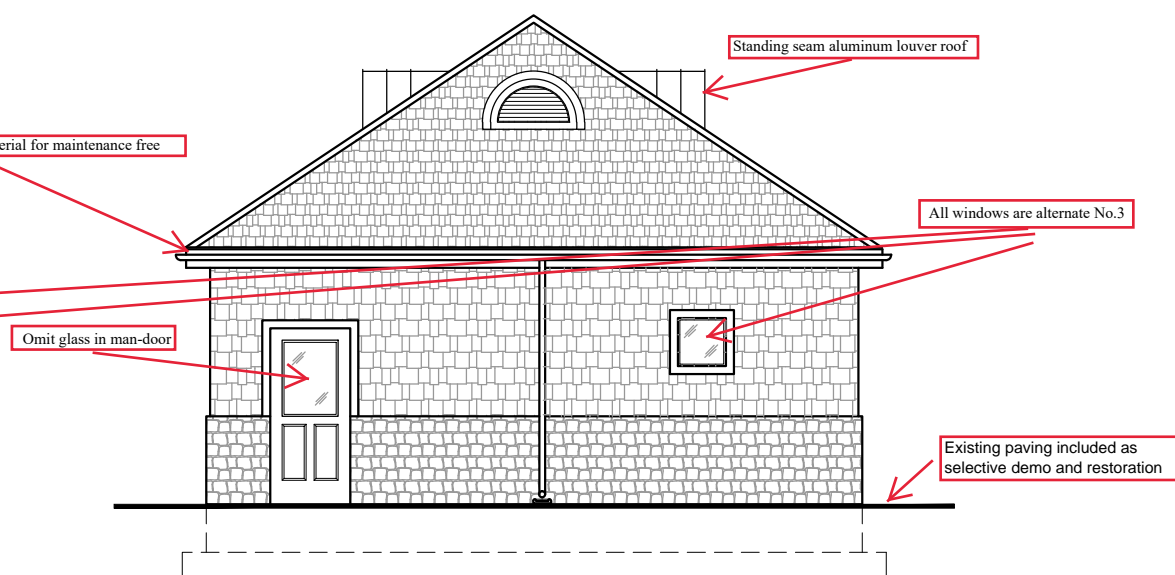 Standing seam aluminum louver roof
erial for maintenance free
All windows are alternate No.3
Omit glass in man-door
Existing paving included as
selective demo and restoration